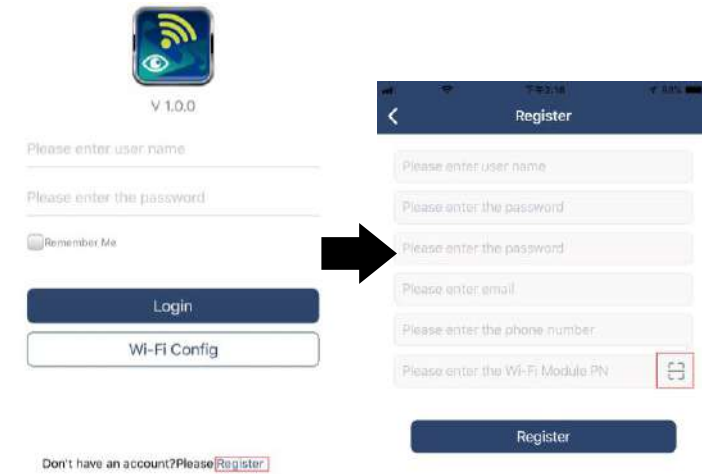 V 1.0.0
Please enter user name
Please enter the password
Remember Me
Login
Wi-Fi Config
Don't have an account?Please Register
Register
Please enter user name
Please enter the password
Please enter the password
Please enter email
Please enter the phone number
Please enter the Wi-Fi Module PN
Register